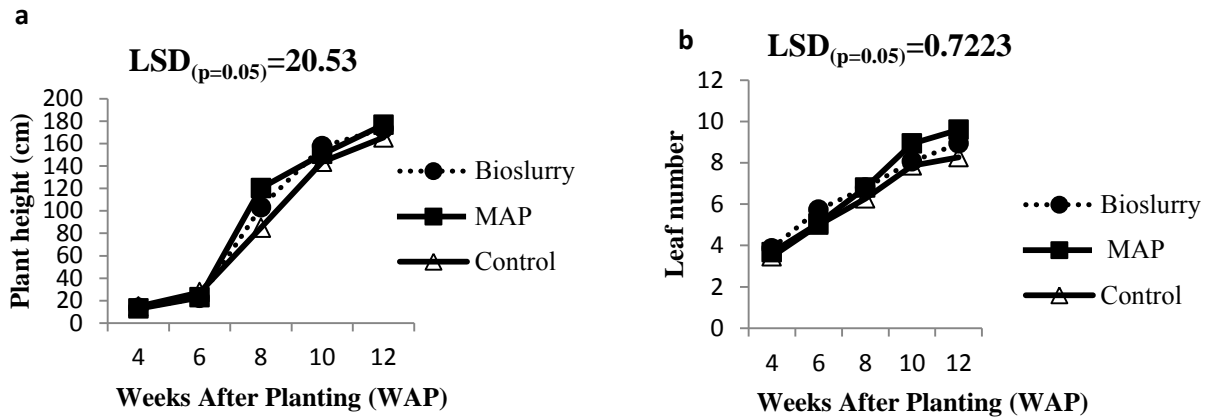 a
LSD(p=0.05)=20.53
Plant height (cm)
200
180
160
140
120
100
80
60
40
20
0
4 6 8 10 12
Weeks After Planting (WAP)
Bioslurry
MAP
Control
b
LSD(p=0.05)=0.7223
Leaf number
12
10
8
6
4
2
0
4 6 8 10 12
Weeks After Planting (WAP)
Bioslurry
MAP
Control